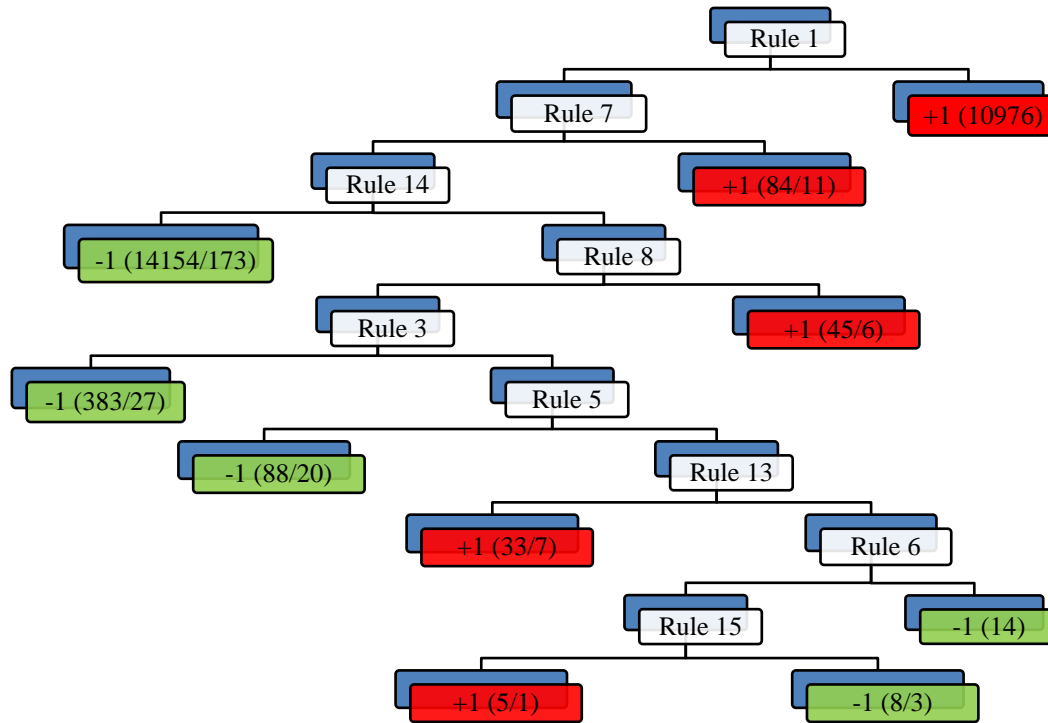 Rule 1
Rule 7
+1 (10976)
Rule 14
+1 (84/11)
-1 (14154/173)
Rule 8
Rule 3
+1 (45/6)
-1 (383/27)
Rule 5
-1 (88/20)
Rule 13
+1 (33/7)
Rule 6
Rule 15
-1 (14)
+1 (5/1)
-1 (8/3)